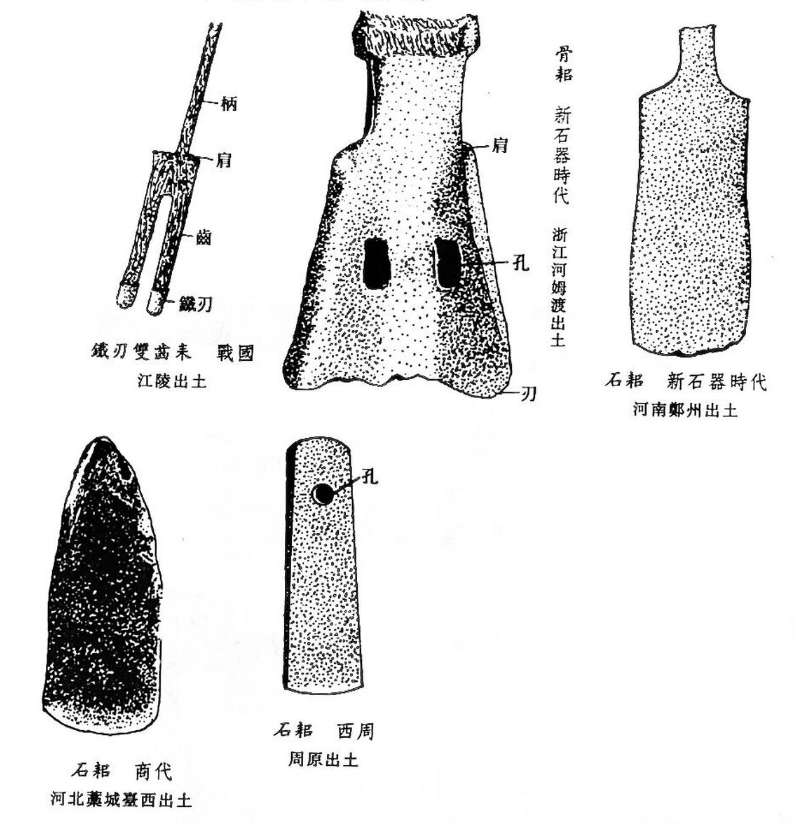 柄
肩
齒
鐵刃
鐵刃雙齒耒　戰國
江陵出土
肩
孔
刃
骨耜　新石器時代　浙江河姆渡出土
石耜　新石器時代
河南鄭州出土
石耜　商代
河北藁城臺西出土
孔
石耜　西周
周原出土